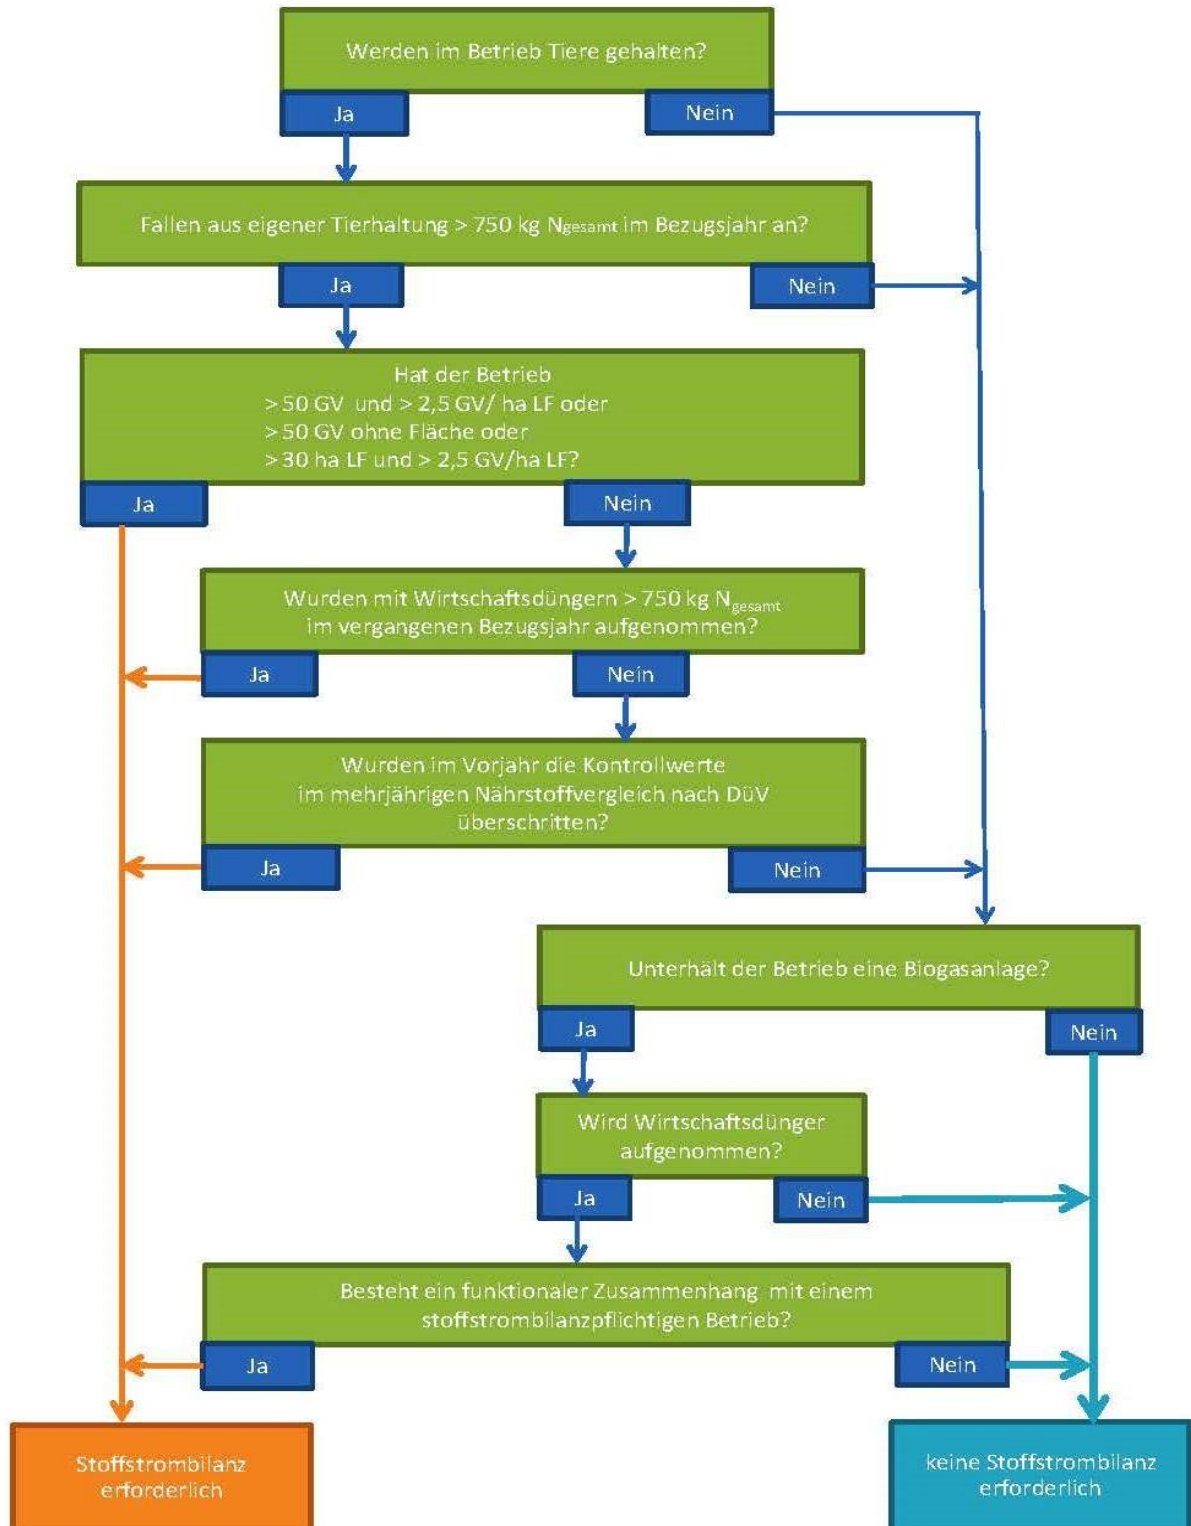 Werden im Betrieb Tiere gehalten?
Ja
Nein
Fallen aus eigener Tierhaltung > 750 kg Ngesamt im Bezugsjahr an?
Ja
Nein
Hat der Betrieb
> 50 GV und > 2,5 GV/ ha LF oder
> 50 GV ohne Fläche oder
> 30 ha LF und > 2,5 GV/ha LF?
Ja
Nein
Wurden mit Wirtschaftsdüngern > 750 kg Ngesamt
im vergangenen Bezugsjahr aufgenommen?
Ja
Nein
Wurden im Vorjahr die Kontrollwerte
im mehrjährigen Nährstoffvergleich nach DüV
überschritten?
Ja
Nein
Unterhält der Betrieb eine Biogasanlage?
Ja
Nein
Wird Wirtschaftsdünger
aufgenommen?
Ja
Nein
Besteht ein funktionaler Zusammenhang mit einem
stoffstrombilanzpflichtigen Betrieb?
Ja
Nein
Stoffstrombilanz
erforderlich
keine Stoffstrombilanz
erforderlich